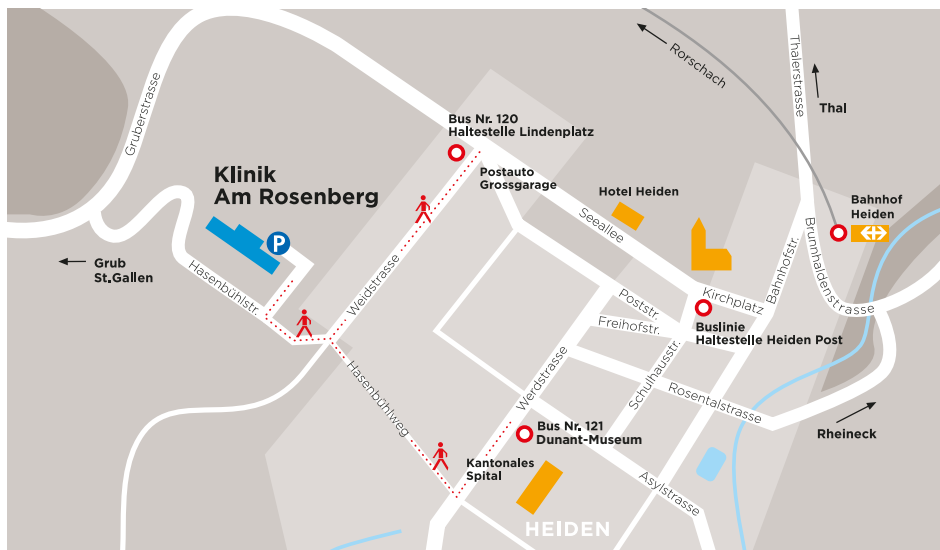 Gruberstrasse
Rorschach
Thalerstrasse
Thal
Bus Nr. 120
Haltestelle Lindenplatz
Klinik
Am Rosenberg
P
Postauto
Grossgarage
Hotel Heiden
Bahnhof
Heiden
Seeallee
Bahnhofstr.
Brunnhaldenstrasse
Grub
St.Gallen
Hasenbühlstr.
Weidstrasse
Kirchplatz
Poststr.
Freihofstr.
Buslinie
Haltestelle Heiden Post
Schulhausstr.
Werdstrasse
Rosentalstrasse
Hasenbühlweg
Rheineck
Bus Nr. 121
Dunant-Museum
Kantonales
Spital
Asylstrasse
HEIDEN